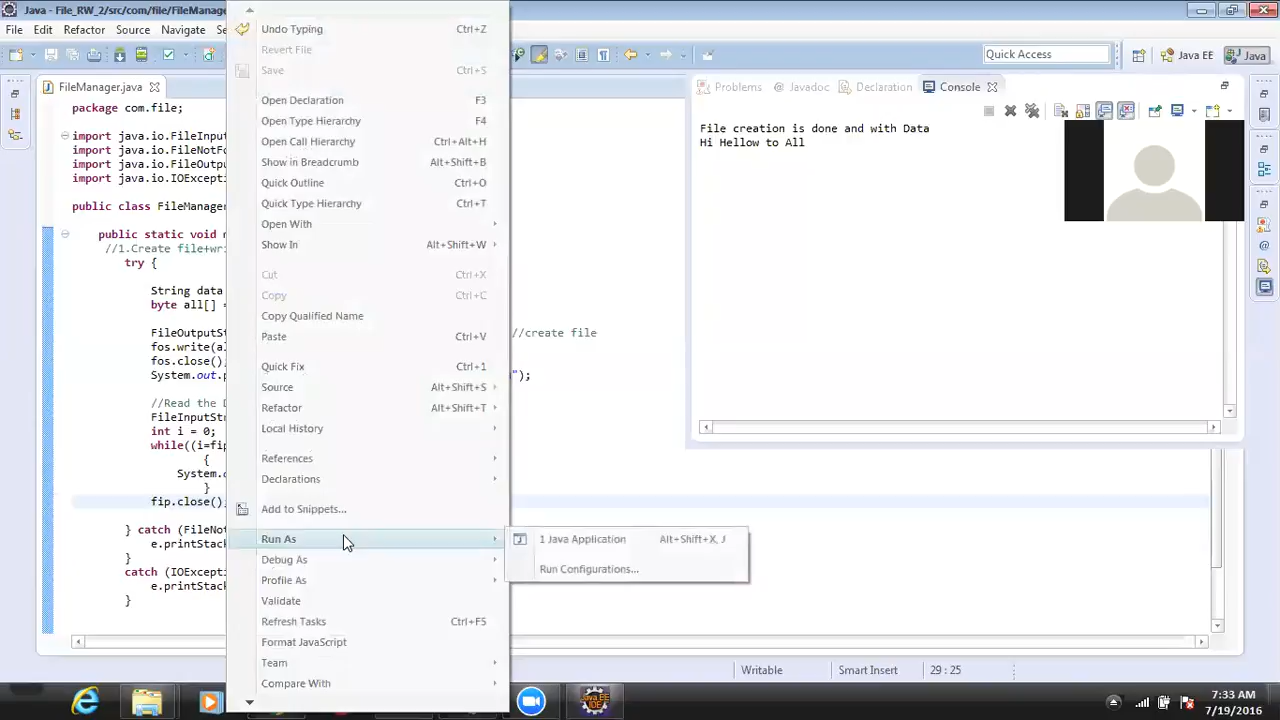 Java - File_RW_2/src/com/file/FileManager
File Edit Refactor Source Navigate Se
Quick Access
Java EE
Java
FileManager.java
package com.file;
import java.io.FileInpu
import java.io.FileNotFo
import java.io.FileOutpu
import java.io.IOExcepti
public class FileManager
public static void m
//1.Create file+wri
try {
String data
byte all[] =
FileOutputSt
//create file
fos.write(al
fos.close()
System.out.p
");
//Read the D
FileInputStr
int i = 0;
while((i=fip
{
System.o
}
fip.close()
} catch (FileNot
e.printStack
catch (IOExcepti
e.printStack
}
Undo Typing Ctrl+Z
Revert File
Save Ctrl+S
Open Declaration F3
Open Type Hierarchy F4
Open Call Hierarchy Ctrl+Alt+H
Show in Breadcrumb Alt+Shift+B
Quick Outline Ctrl+O
Quick Type Hierarchy Ctrl+T
Open With
Show In Alt+Shift+W
Cut Ctrl+X
Copy Ctrl+C
Copy Qualified Name
Paste Ctrl+V
Quick Fix Ctrl+1
Source Alt+Shift+S
Refactor Alt+Shift+T
Local History
References
Declarations
Add to Snippets...
Run As
Debug As
Profile As
Validate
Refresh Tasks Ctrl+F5
Format JavaScript
Team
Compare With
1 Java Application Alt+Shift+X, J
Run Configurations...
Problems Javadoc Declaration Console
File creation is done and with Data
Hi Hellow to All
Writable Smart Insert 29 : 25
Java EE
IDE
7:33 AM
7/19/2016